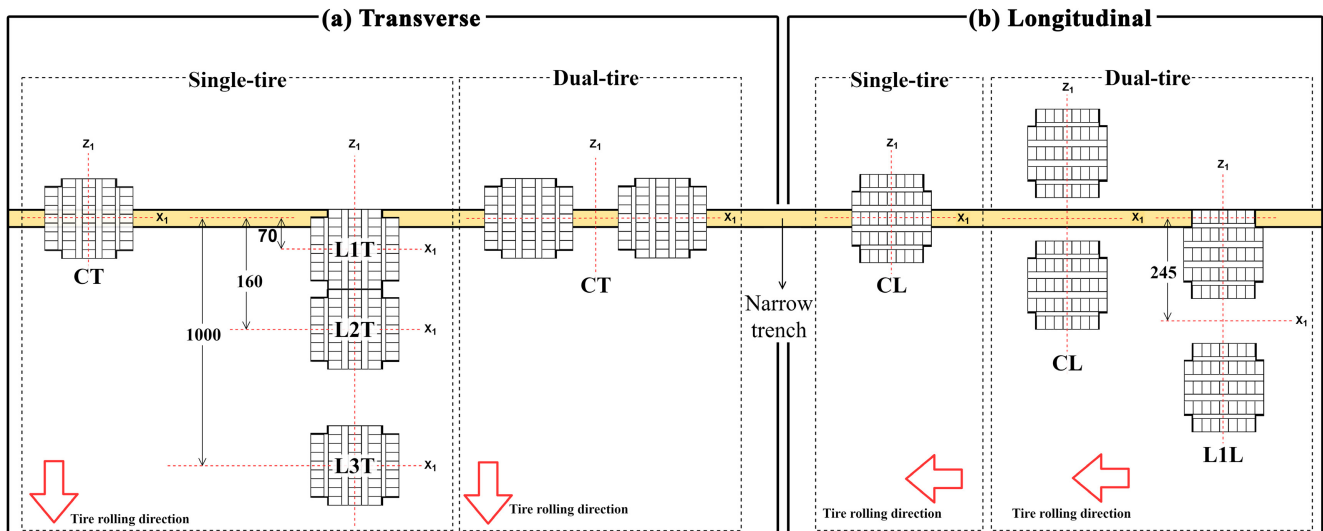 (a) Transverse
(b) Longitudinal
Single-tire
Dual-tire
Single-tire
Dual-tire
Z₁
X₁
CT
Z₁
70
L1T
X₁
160
L2T
X₁
1000
L3T
X₁
Tire rolling direction
Z₁
X₁
CT
Tire rolling direction
Narrow
trench
Z₁
X₁
CL
Tire rolling direction
Z₁
X₁
CL
Z₁
245
X₁
L1L
Tire rolling direction